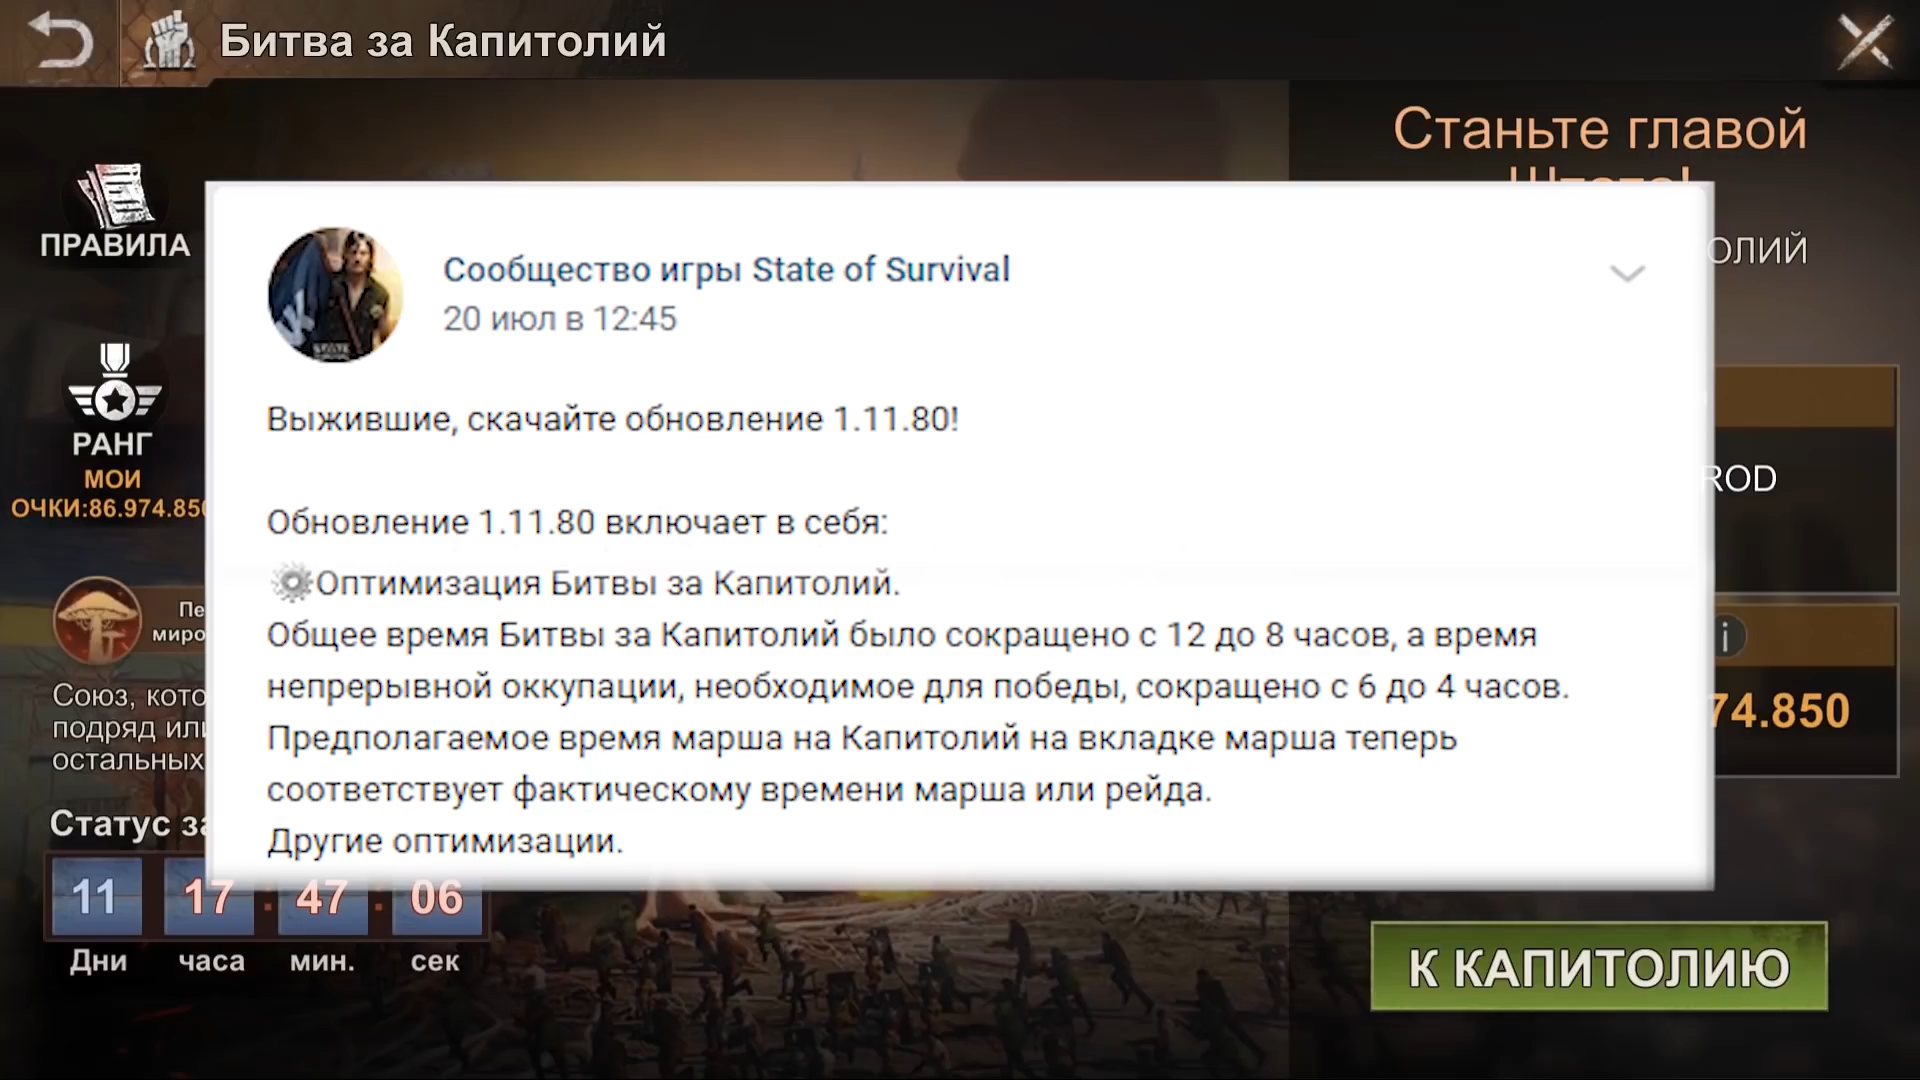 Битва за Капитолий
Станьте главой
ПРАВИЛА
Сообщество игры State of Survival
20 июл в 12:45
РАНГ
МОИ
ОЧКИ:86.974.850
Выжившие, скачайте обновление 1.11.80!
ROD
Обновление 1.11.80 включает в себя:
Оптимизация Битвы за Капитолий.
Общее время Битвы за Капитолий было сокращено с 12 до 8 часов, а время
непрерывной оккупации, необходимое для победы, сокращено с 6 до 4 часов.
Предполагаемое время марша на Капитолий на вкладке марша теперь
соответствует фактическому времени марша или рейда.
Другие оптимизации.
i
74.850
Союз, кото
подряд или
остальных
Статус за
11 17 : 47 : 06
Дни часа мин. сек
К КАПИТОЛИЮ